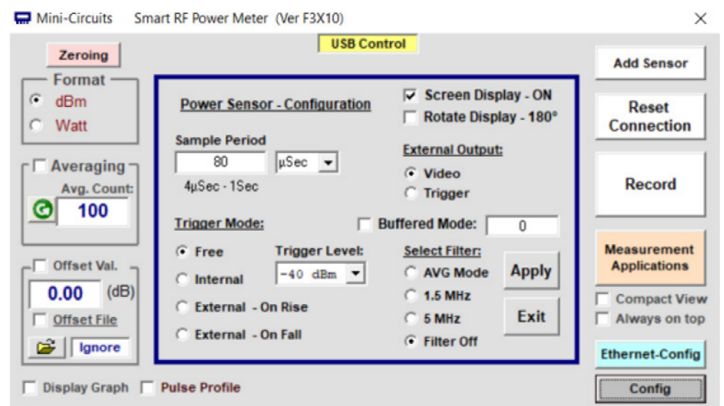 Mini-Circuits Smart RF Power Meter (Ver F3X10)
USB Control
Zeroing
Format
dBm
Watt
Averaging
Avg. Count:
100
Offset Val.
0.00 (dB)
Offset File
Ignore
Display Graph Pulse Profile
Power Sensor - Configuration
Sample Period
80 µSec
4µSec - 1Sec
Trigger Mode:
Free
Internal
External - On Rise
External - On Fall
Trigger Level:
-40 dBm
Screen Display - ON
Rotate Display - 180°
External Output:
Video
Trigger
Buffered Mode: 0
Select Filter:
AVG Mode
1.5 MHz
5 MHz
Filter Off
Apply
Exit
Add Sensor
Reset
Connection
Record
Measurement
Applications
Compact View
Always on top
Ethernet-Config
Config